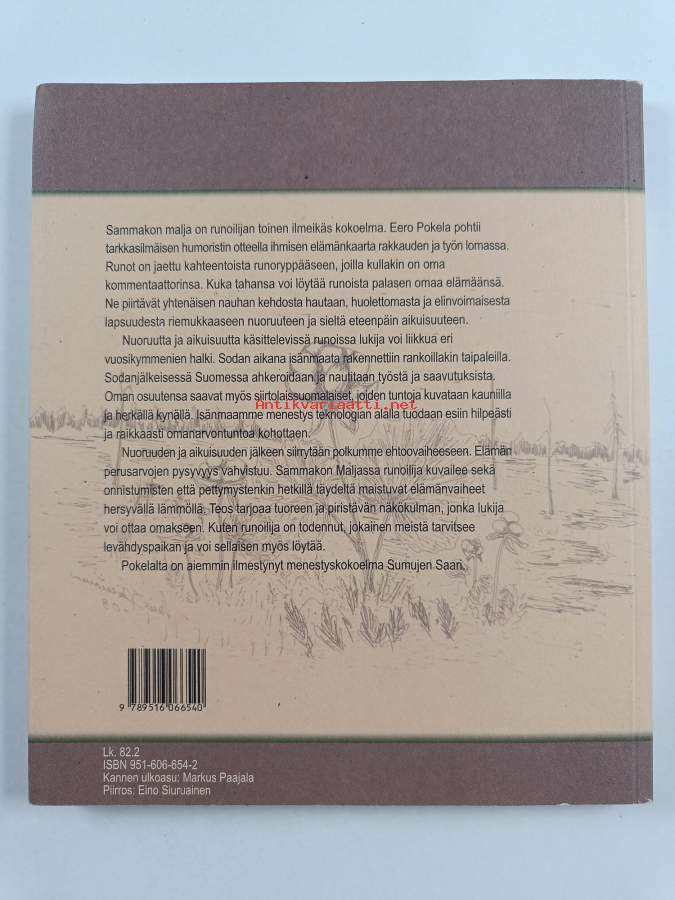 Sammakon malja on runoilijan toinen ilmeikäs kokoelma. Eero Pokela pohtii
tarkkasilmäisen humoristin otteella ihmisen elämänkaarta rakkauden ja työn lomassa.
Runot on jaettu kahteentoista runoryppääseen, joilla kullakin on oma
kommentaattorinsa. Kuka tahansa voi löytää runoista palasen omaa elämäänsä.
Ne piirtävät yhtenäisen nauhan kehdosta hautaan, huolettomasta ja elinvoimaisesta
lapsuudesta riemukkaaseen nuoruuteen ja sieltä eteenpäin aikuisuuteen.
Nuoruutta ja aikuisuutta käsittelevissä runoissa lukija voi liikkua eri
vuosikymmenien halki. Sodan aikana isänmaata rakennettiin rankoillakin taipaleilla.
Sodanjälkeisessä Suomessa ahkeroidaan ja nautitaan työstä ja saavutuksista.
Oman osuutensa saavat myös siirtolaissuomalaiset, joiden tuntoja kuvataan kauniilla
Antikvariaatti.net
ja herkällä kynällä. Isänmaamme menestys teknologian alalla tuodaan esiin hilpeästi
ja raikkaasti omanarvontuntoa kohottaen.
Nuoruuden ja aikuisuuden jälkeen siirrytään polkumme ehtoovaiheeseen. Elämän
perusarvojen pysyvyys vahvistuu. Sammakon Maljassa runoilija kuvailee sekä
onnistumisten että pettymystenkin hetkillä täydeltä maistuvat elämänvaiheet
hersyvällä lämmöllä. Teos tarjoaa tuoreen ja piristävän näkökulman, jonka lukija
voi ottaa omakseen. Kuten runoilija on todennut, jokainen meistä tarvitsee
levähdyspaikan ja voi sellaisen myös löytää.
Pokelalta on aiemmin ilmestynyt menestyskokoelma Sumujen Saari.
9 789516 066540
Lk. 82.2
ISBN 951-606-654-2
Kannen ulkoasu: Markus Paajala
Piirros: Eino Siuruainen